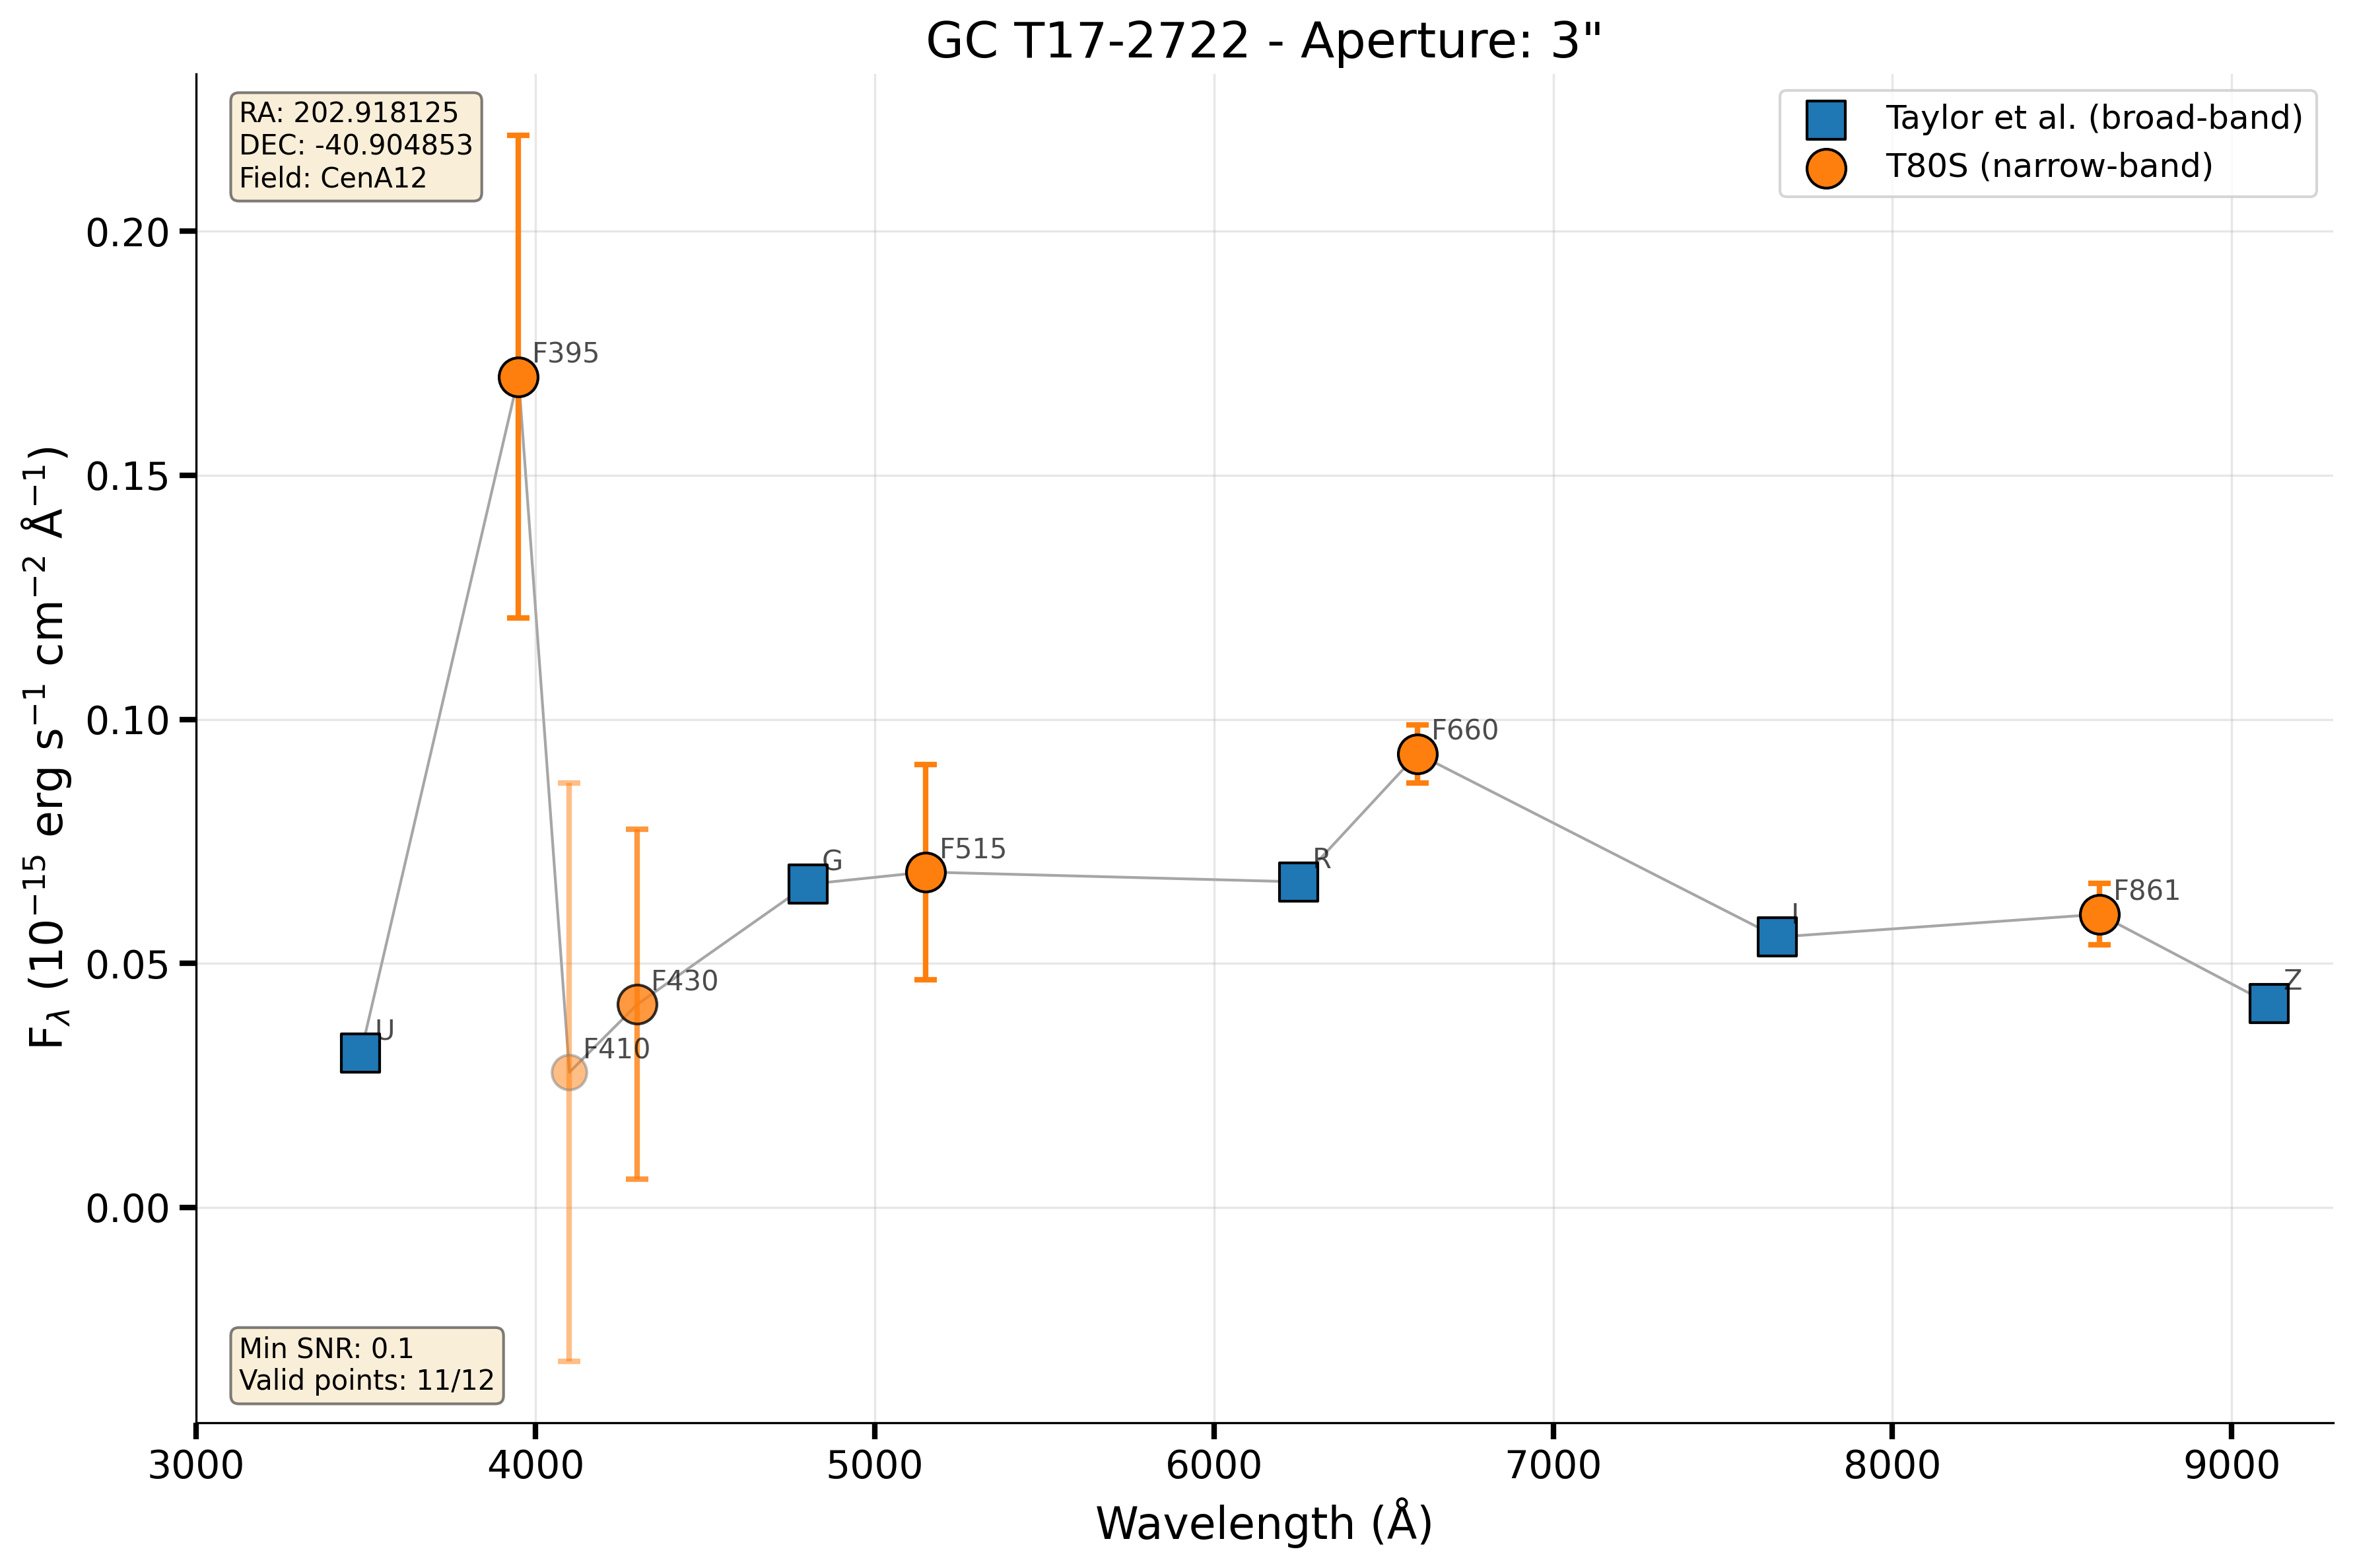 GC T17-2722 - Aperture: 3"
RA: 202.918125
DEC: -40.904853
Field: CenA12
Taylor et al. (broad-band)
T80S (narrow-band)
F395
F660
G
F515
R
I
F861
F430
Z
U
F410
0.20
0.15
0.10
0.05
0.00
F_λ (10⁻¹⁵ erg s⁻¹ cm⁻² Å⁻¹)
Min SNR: 0.1
Valid points: 11/12
3000 4000 5000 6000 7000 8000 9000
Wavelength (Å)